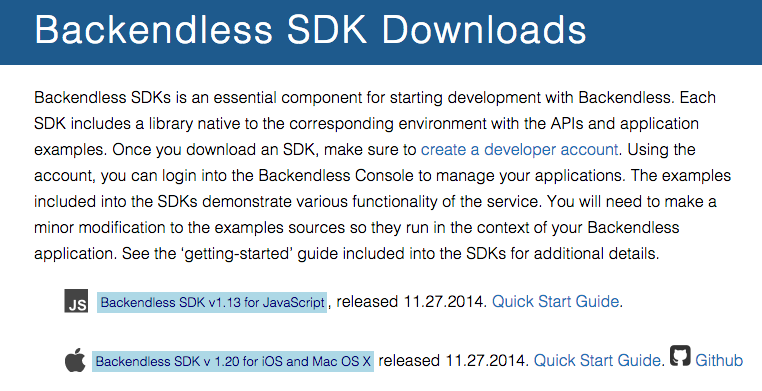 Backendless SDK Downloads
Backendless SDKs is an essential component for starting development with Backendless. Each
SDK includes a library native to the corresponding environment with the APIs and application
examples. Once you download an SDK, make sure to create a developer account. Using the
account, you can login into the Backendless Console to manage your applications. The examples
included into the SDKs demonstrate various functionality of the service. You will need to make a
minor modification to the examples sources so they run in the context of your Backendless
application. See the ‘getting-started’ guide included into the SDKs for additional details.
JS Backendless SDK v1.13 for JavaScript, released 11.27.2014. Quick Start Guide.
Backendless SDK v 1.20 for iOS and Mac OS X released 11.27.2014. Quick Start Guide. Github